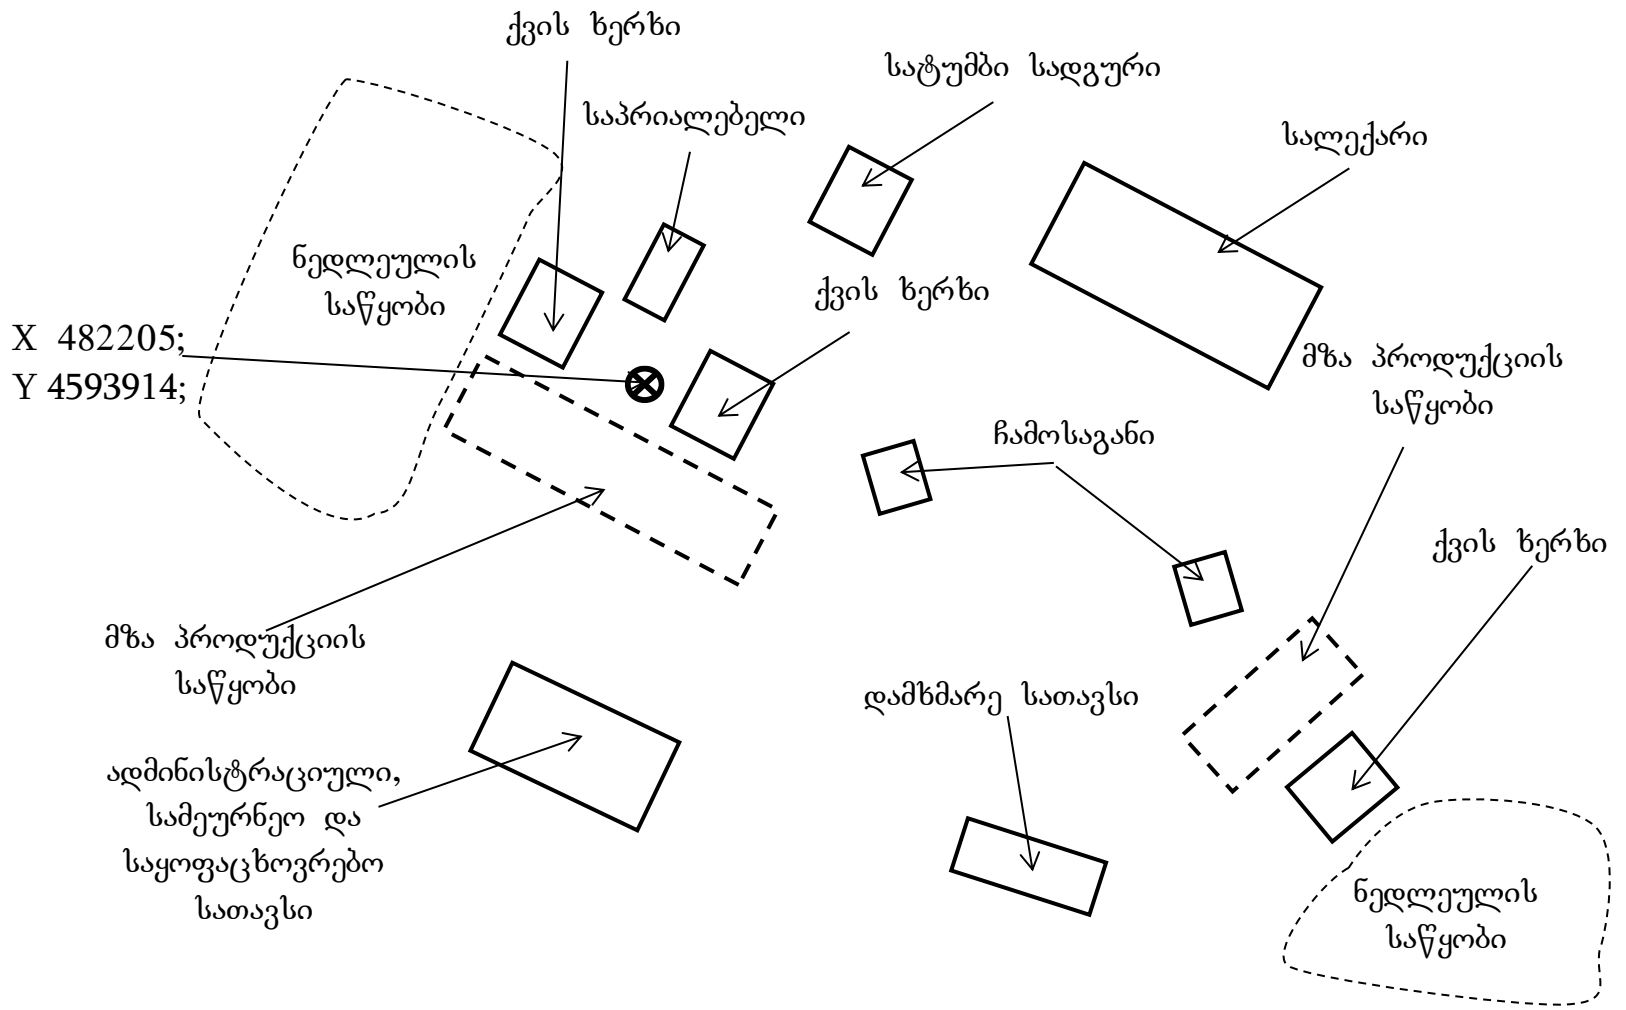 ქვის ხერხი
სატუმბი სადგური
საპრიალებელი
სალექარი
ნედლეულის
საწყობი
ქვის ხერხი
X 482205;
Y 4593914;
მზა პროდუქციის
საწყობი
ჩამოსაგანი
ქვის ხერხი
მზა პროდუქციის
საწყობი
დამხმარე სათავსი
ადმინისტრაციული,
სამეურნეო და
საყოფაცხოვრებო
სათავსი
ნედლეულის
საწყობი